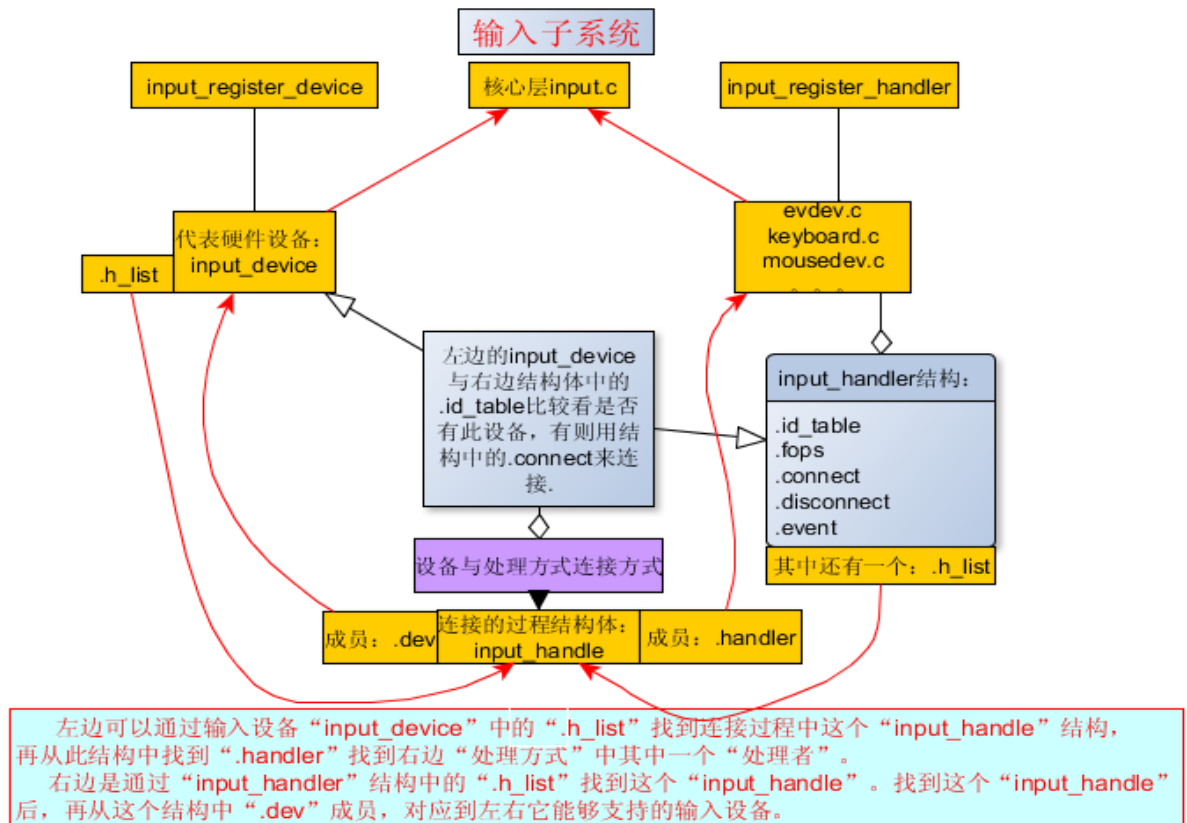 输入子系统
input_register_device
核心层input.c
input_register_handler
代表硬件设备：
input_device
.h_list
evdev.c
keyboard.c
mousedev.c
。。。
左边的input_device
与右边结构体中的
.id_table比较看是否
有此设备，有则用结
构中的.connect来连
接.
input_handler结构：
.id_table
.fops
.connect
.disconnect
.event
其中还有一个：.h_list
设备与处理方式连接方式
成员：.dev
连接的过程结构体：
input_handle
成员：.handler
左边可以通过输入设备“input_device”中的“.h_list”找到连接过程中这个“input_handle”结构，
再从此结构中找到“.handler”找到右边“处理方式”中其中一个“处理者”。
右边是通过“input_handler”结构中的“.h_list”找到这个“input_handle”。找到这个“input_handle”
后，再从这个结构中“.dev”成员，对应到左右它能够支持的输入设备。